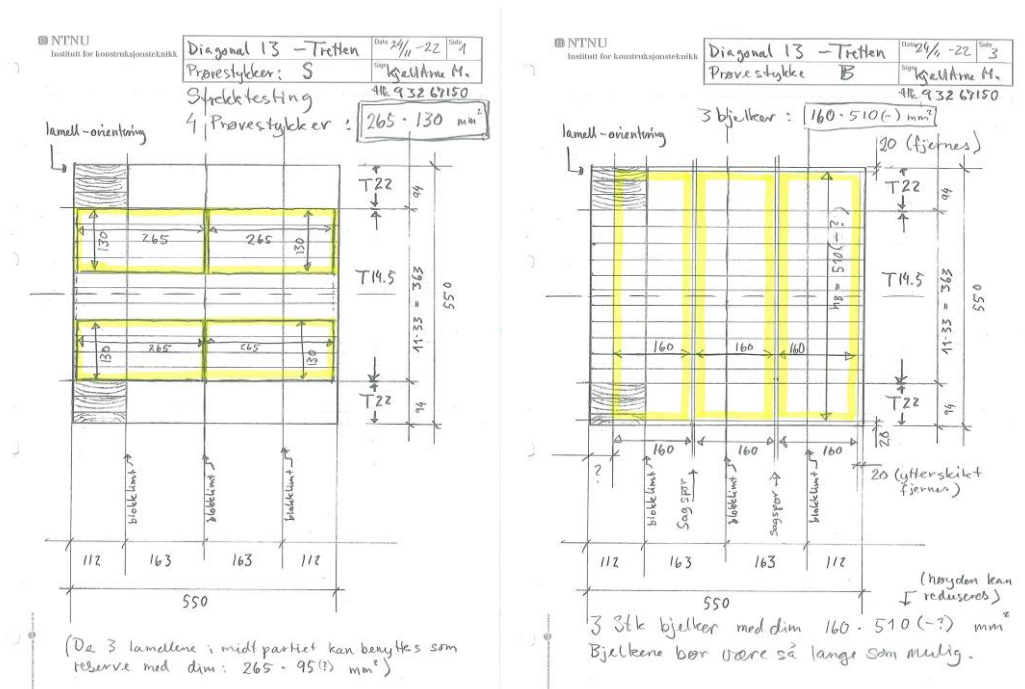 NTNU
Institutt for konstruksjonsteknikk
Diagonal 13 – Tretten
Date 24/11 -22
Side 1
Prøvestykker: S
Sign KjellArne M.
Tlf. 932 67150
Strekktesting
4 Prøvestykker : 265 · 130 mm²
lamell-orientering
T22
94
130
265
265
130
T14.5
11·33 = 363
550
130
265
265
130
T22
94
blokklimt
blokklimt
blokklimt
112
163
163
112
550
(De 3 lamellene i midtpartiet kan benyttes som
reserve med dim: 265 · 95(?) mm²)
NTNU
Institutt for konstruksjonsteknikk
Diagonal 13 – Tretten
Date 24/11 -22
Side 3
Prøvestykke B
Sign KjellArne M.
Tlf. 932 67150
3 bjelker : 160 · 510(-) mm²
lamell-orientering
20 (fjernes)
T22
94
hB = 510(-?)
T14.5
11·33 = 363
550
160
160
160
T22
94
160
160
160
20
?
20 (ytterskikt
fjernes)
blokklimt
Sagspor
blokklimt
Sagspor
blokklimt
112
163
163
112
550
(høyden kan
reduseres)
3 Stk bjelker med dim 160 · 510 (-?) mm²
Bjelkene bør være så lange som mulig.